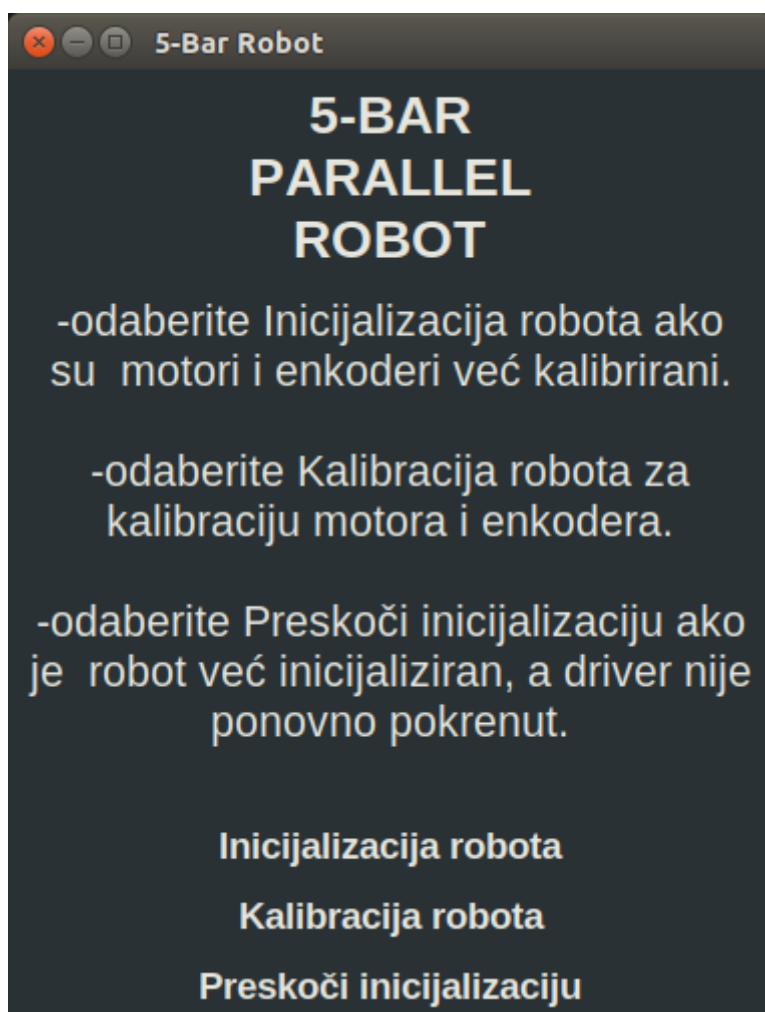 5-Bar Robot
5-BAR
PARALLEL
ROBOT
-odaberite Inicijalizacija robota ako
su  motori i enkoderi već kalibrirani.
-odaberite Kalibracija robota za
kalibraciju motora i enkodera.
-odaberite Preskoči inicijalizaciju ako
je  robot već inicijaliziran, a driver nije
ponovno pokrenut.
Inicijalizacija robota
Kalibracija robota
Preskoči inicijalizaciju